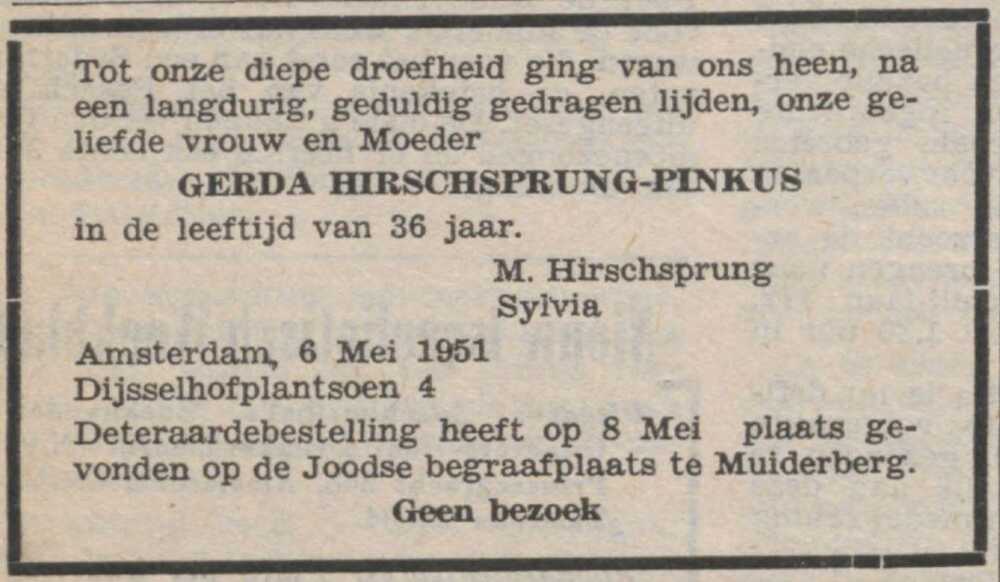 Tot onze diepe droefheid ging van ons heen, na
een langdurig, geduldig gedragen lijden, onze ge-
liefde vrouw en Moeder
GERDA HIRSCHSPRUNG-PINKUS
in de leeftijd van 36 jaar.
M. Hirschsprung
Sylvia
Amsterdam, 6 Mei 1951
Dijsselhofplantsoen 4
Deteraardebestelling heeft op 8 Mei plaats ge-
vonden op de Joodse begraafplaats te Muiderberg.
Geen bezoek